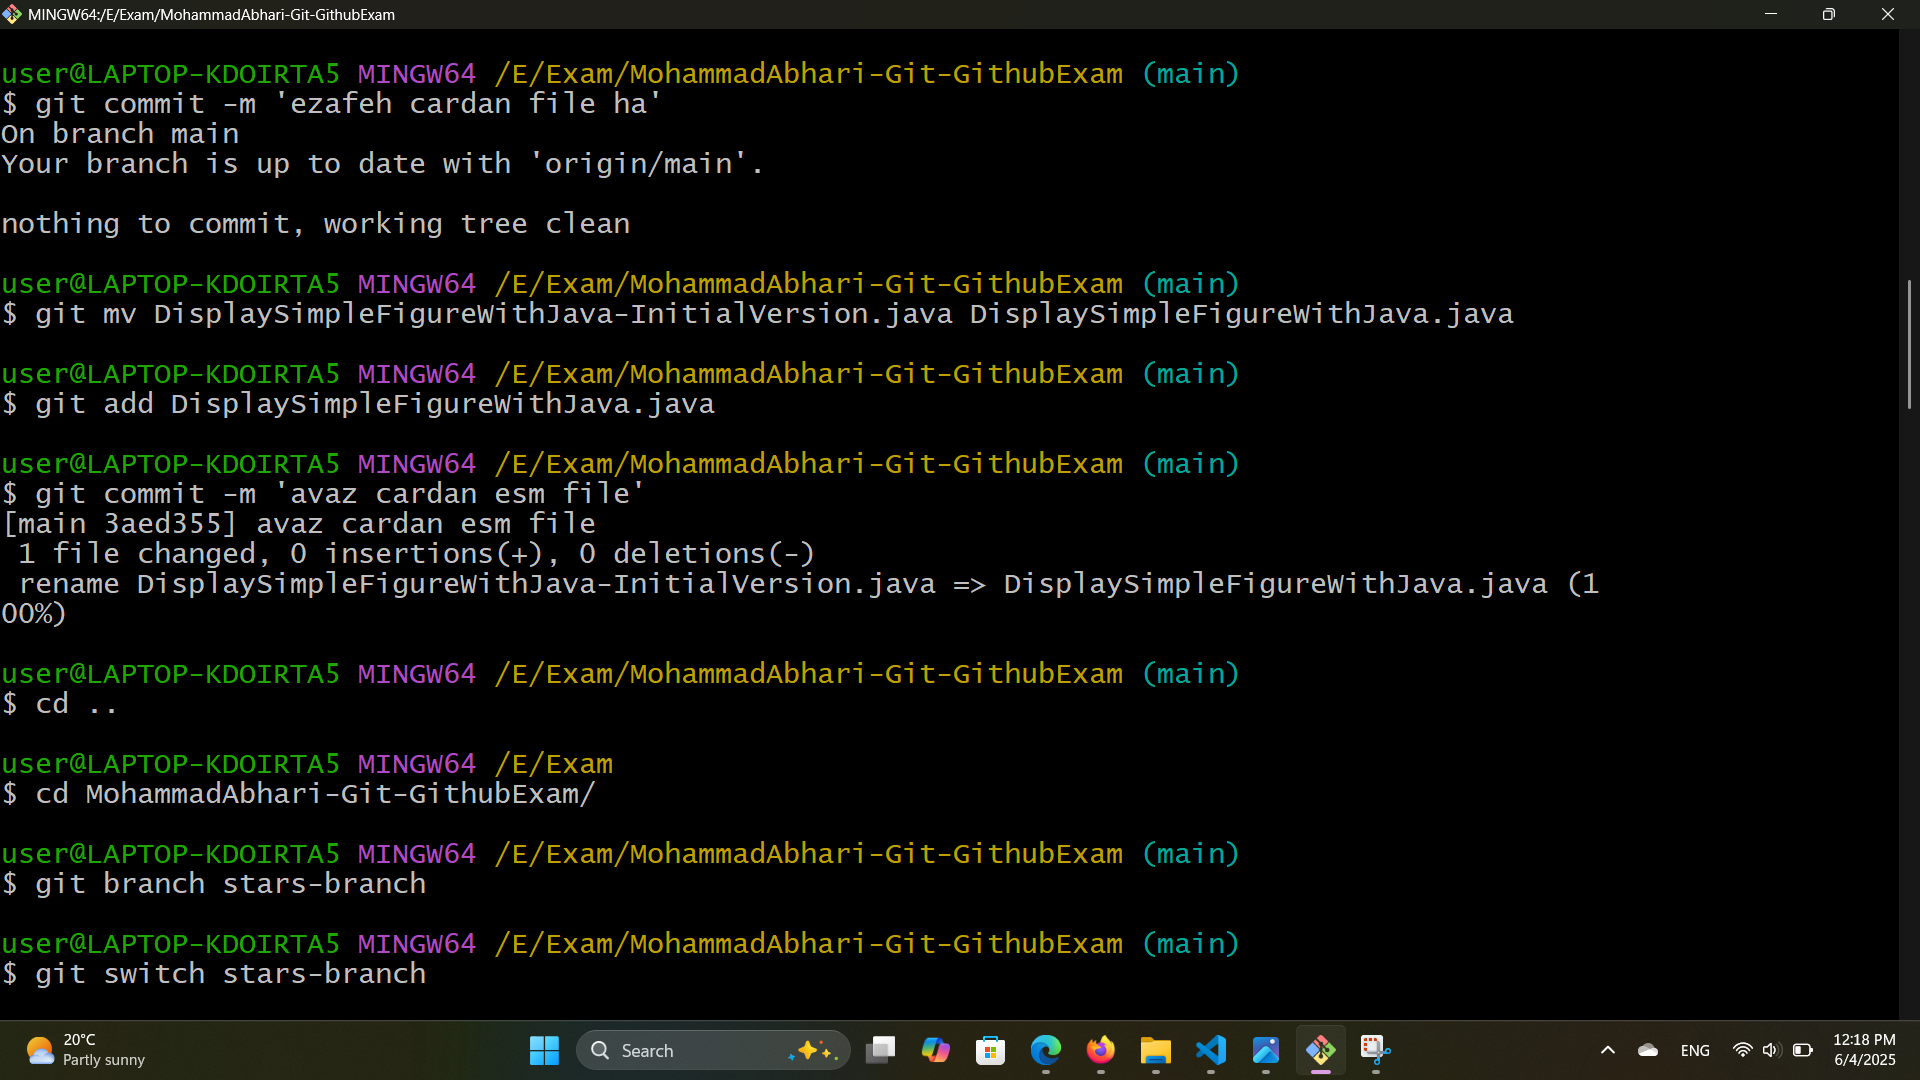 MINGW64:/E/Exam/MohammadAbhari-Git-GithubExam
user@LAPTOP-KDOIRTA5 MINGW64 /E/Exam/MohammadAbhari-Git-GithubExam (main)
$ git commit -m 'ezafeh cardan file ha'
On branch main
Your branch is up to date with 'origin/main'.
nothing to commit, working tree clean
user@LAPTOP-KDOIRTA5 MINGW64 /E/Exam/MohammadAbhari-Git-GithubExam (main)
$ git mv DisplaySimpleFigureWithJava-InitialVersion.java DisplaySimpleFigureWithJava.java
user@LAPTOP-KDOIRTA5 MINGW64 /E/Exam/MohammadAbhari-Git-GithubExam (main)
$ git add DisplaySimpleFigureWithJava.java
user@LAPTOP-KDOIRTA5 MINGW64 /E/Exam/MohammadAbhari-Git-GithubExam (main)
$ git commit -m 'avaz cardan esm file'
[main 3aed355] avaz cardan esm file
 1 file changed, 0 insertions(+), 0 deletions(-)
 rename DisplaySimpleFigureWithJava-InitialVersion.java => DisplaySimpleFigureWithJava.java (1
00%)
user@LAPTOP-KDOIRTA5 MINGW64 /E/Exam/MohammadAbhari-Git-GithubExam (main)
$ cd ..
user@LAPTOP-KDOIRTA5 MINGW64 /E/Exam
$ cd MohammadAbhari-Git-GithubExam/
user@LAPTOP-KDOIRTA5 MINGW64 /E/Exam/MohammadAbhari-Git-GithubExam (main)
$ git branch stars-branch
user@LAPTOP-KDOIRTA5 MINGW64 /E/Exam/MohammadAbhari-Git-GithubExam (main)
$ git switch stars-branch
20°C
Partly sunny
Search
ENG
12:18 PM
6/4/2025